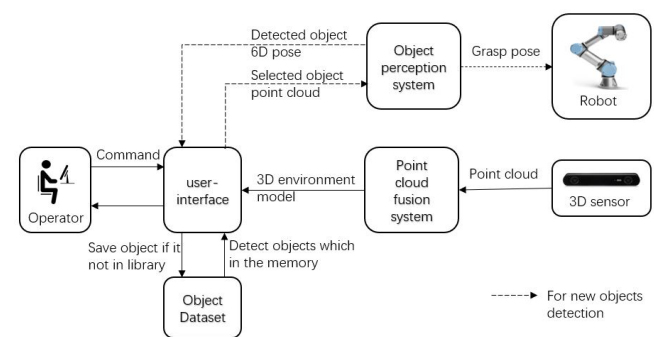 Detected object
6D pose
Selected object
point cloud
Object
perception
system
Grasp pose
Robot
Command
Operator
user-
interface
3D environment
model
Point
cloud
fusion
system
Point cloud
3D sensor
Save object if it
not in library
Detect objects which
in the memory
Object
Dataset
For new objects
detection